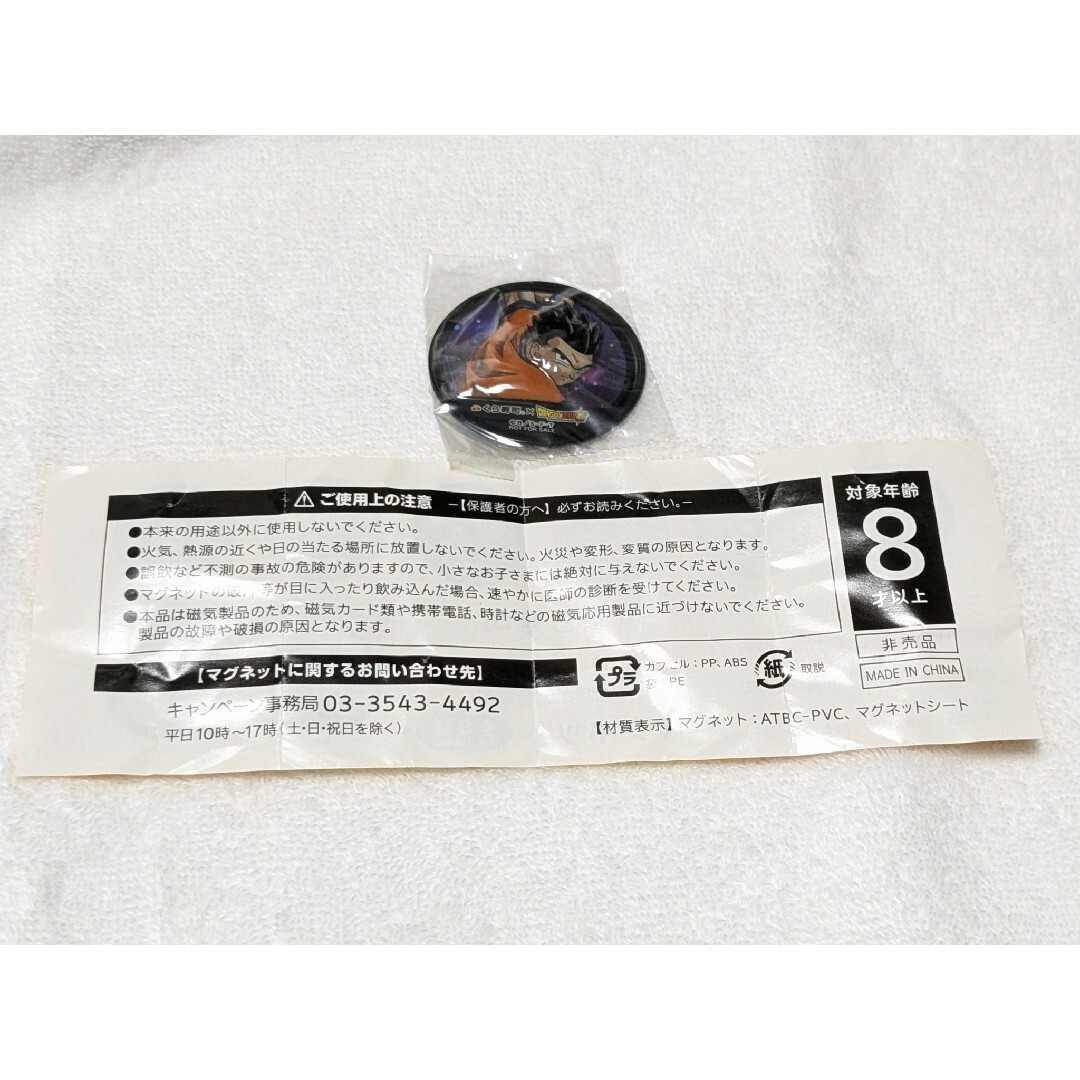 くら寿司®×DRAGONBALL
©B/S・F・T
NOT FOR SALE
ご使用上の注意 ー【保護者の方へ】必ずお読みください。ー
●本来の用途以外に使用しないでください。
●火気、熱源の近くや日の当たる場所に放置しないでください。火災や変形、変質の原因となります。
●誤飲など不測の事故の危険がありますので、小さなお子さまには絶対に与えないでください。
●マグネットの破片等が目に入ったり飲み込んだ場合、速やかに医師の診断を受けてください。
●本品は磁気製品のため、磁気カード類や携帯電話、時計などの磁気応用製品に近づけないでください。
製品の故障や破損の原因となります。
【マグネットに関するお問い合わせ先】
キャンペーン事務局 03-3543-4492
平日10時～17時(土・日・祝日を除く)
プラ カプセル：PP、ABS
袋：PE
紙 取説
【材質表示】マグネット：ATBC-PVC、マグネットシート
対象年齢
8
才以上
非売品
MADE IN CHINA